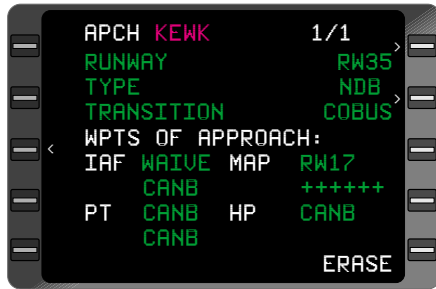 APCH KEWK 1/1
RUNWAY RW35
TYPE NDB
TRANSITION COBUS
WPTS OF APPROACH:
IAF WAIVE MAP RW17
CANB ++++++
PT CANB HP CANB
CANB
ERASE